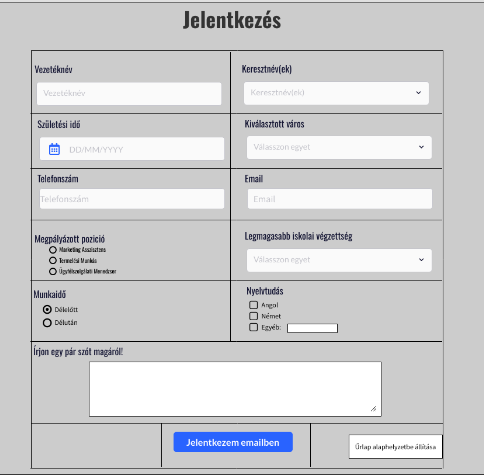 Jelentkezés
Vezetéknév
Keresztnév(ek)
Vezetéknév
Keresztnév(ek)
Születési idő
Kiválasztott város
DD/MM/YYYY
Válasszon egyet
Telefonszám
Email
Telefonszám
Email
Megpályázott pozíció
Legmagasabb iskolai végzettség
Marketing Asszisztens
Termelési Munkás
Válasszon egyet
Ügyfélszolgálati Menedzser
Munkaidő
Nyelvtudás
Délelőtt
Angol
Délután
Német
Egyéb:
Írjon egy pár szót magáról!
Jelentkezem emailben
Űrlap alaphelyzetbe állítása